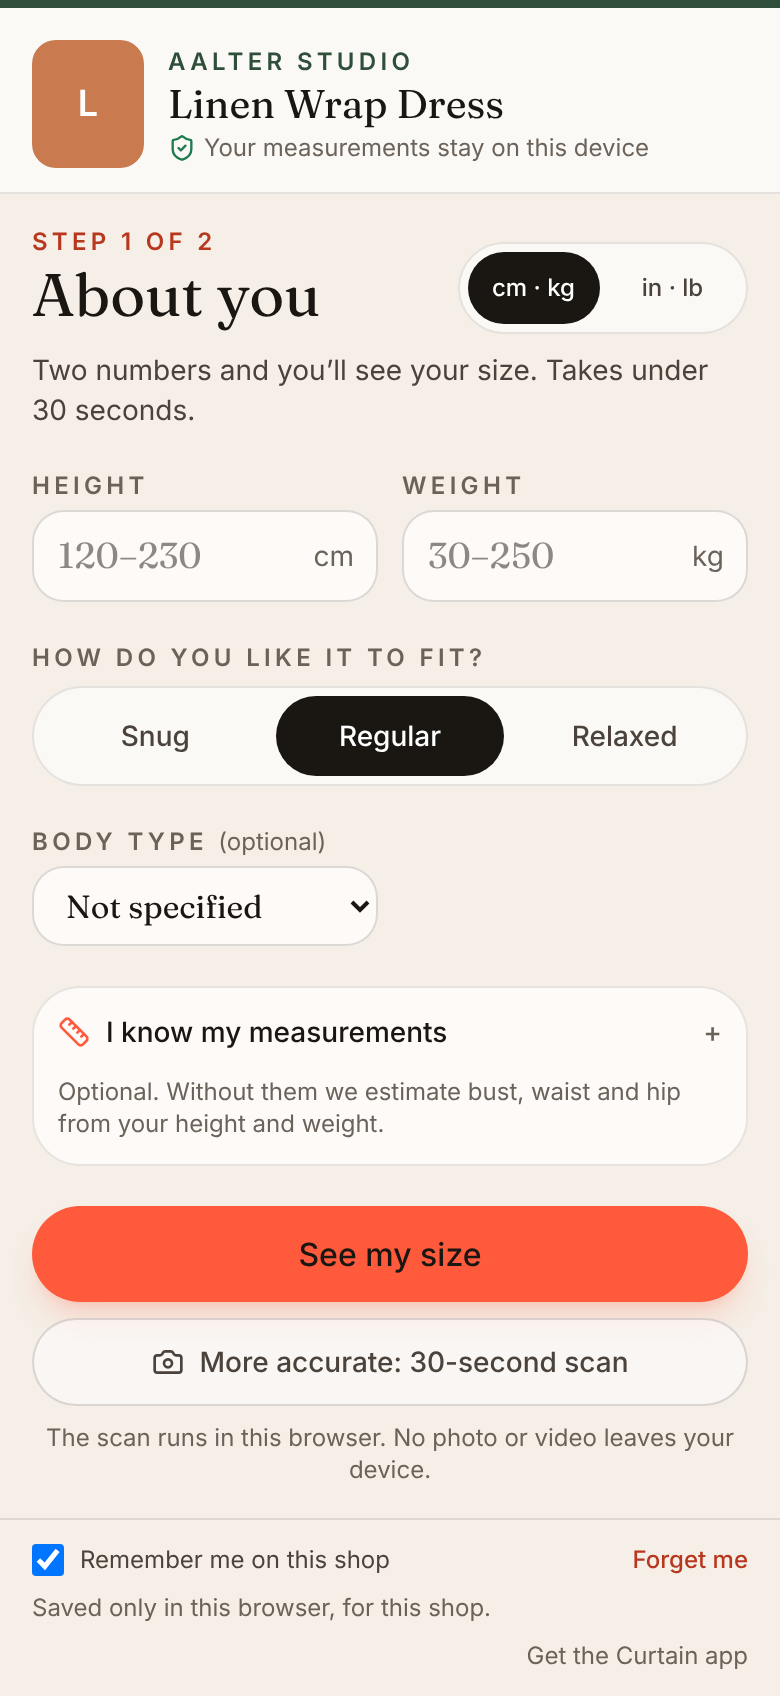 L
AALTER STUDIO
Linen Wrap Dress
Your measurements stay on this device
STEP 1 OF 2
About you
cm · kg
in · lb
Two numbers and you’ll see your size. Takes under
30 seconds.
HEIGHT
WEIGHT
120–230 cm
30–250 kg
HOW DO YOU LIKE IT TO FIT?
Snug
Regular
Relaxed
BODY TYPE (optional)
Not specified
I know my measurements +
Optional. Without them we estimate bust, waist and hip
from your height and weight.
See my size
More accurate: 30-second scan
The scan runs in this browser. No photo or video leaves your
device.
Remember me on this shop
Forget me
Saved only in this browser, for this shop.
Get the Curtain app